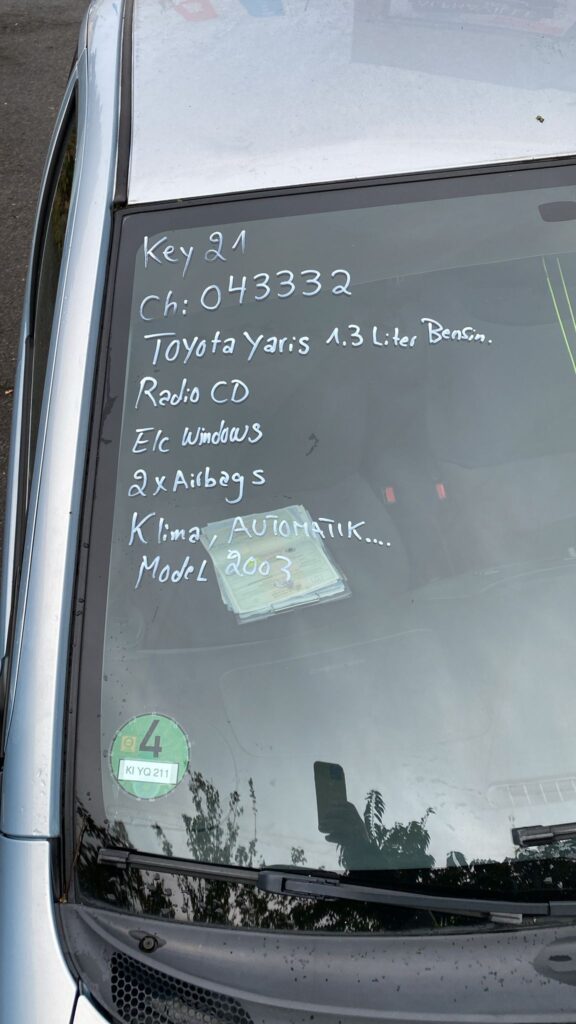 Key 21
Ch: 043332
Toyota Yaris 1.3 Liter Bensin.
Radio CD
Elc Windows
2x Airbags
Klima, AUTOMATIK....
Model 2003
4
KI YQ 211